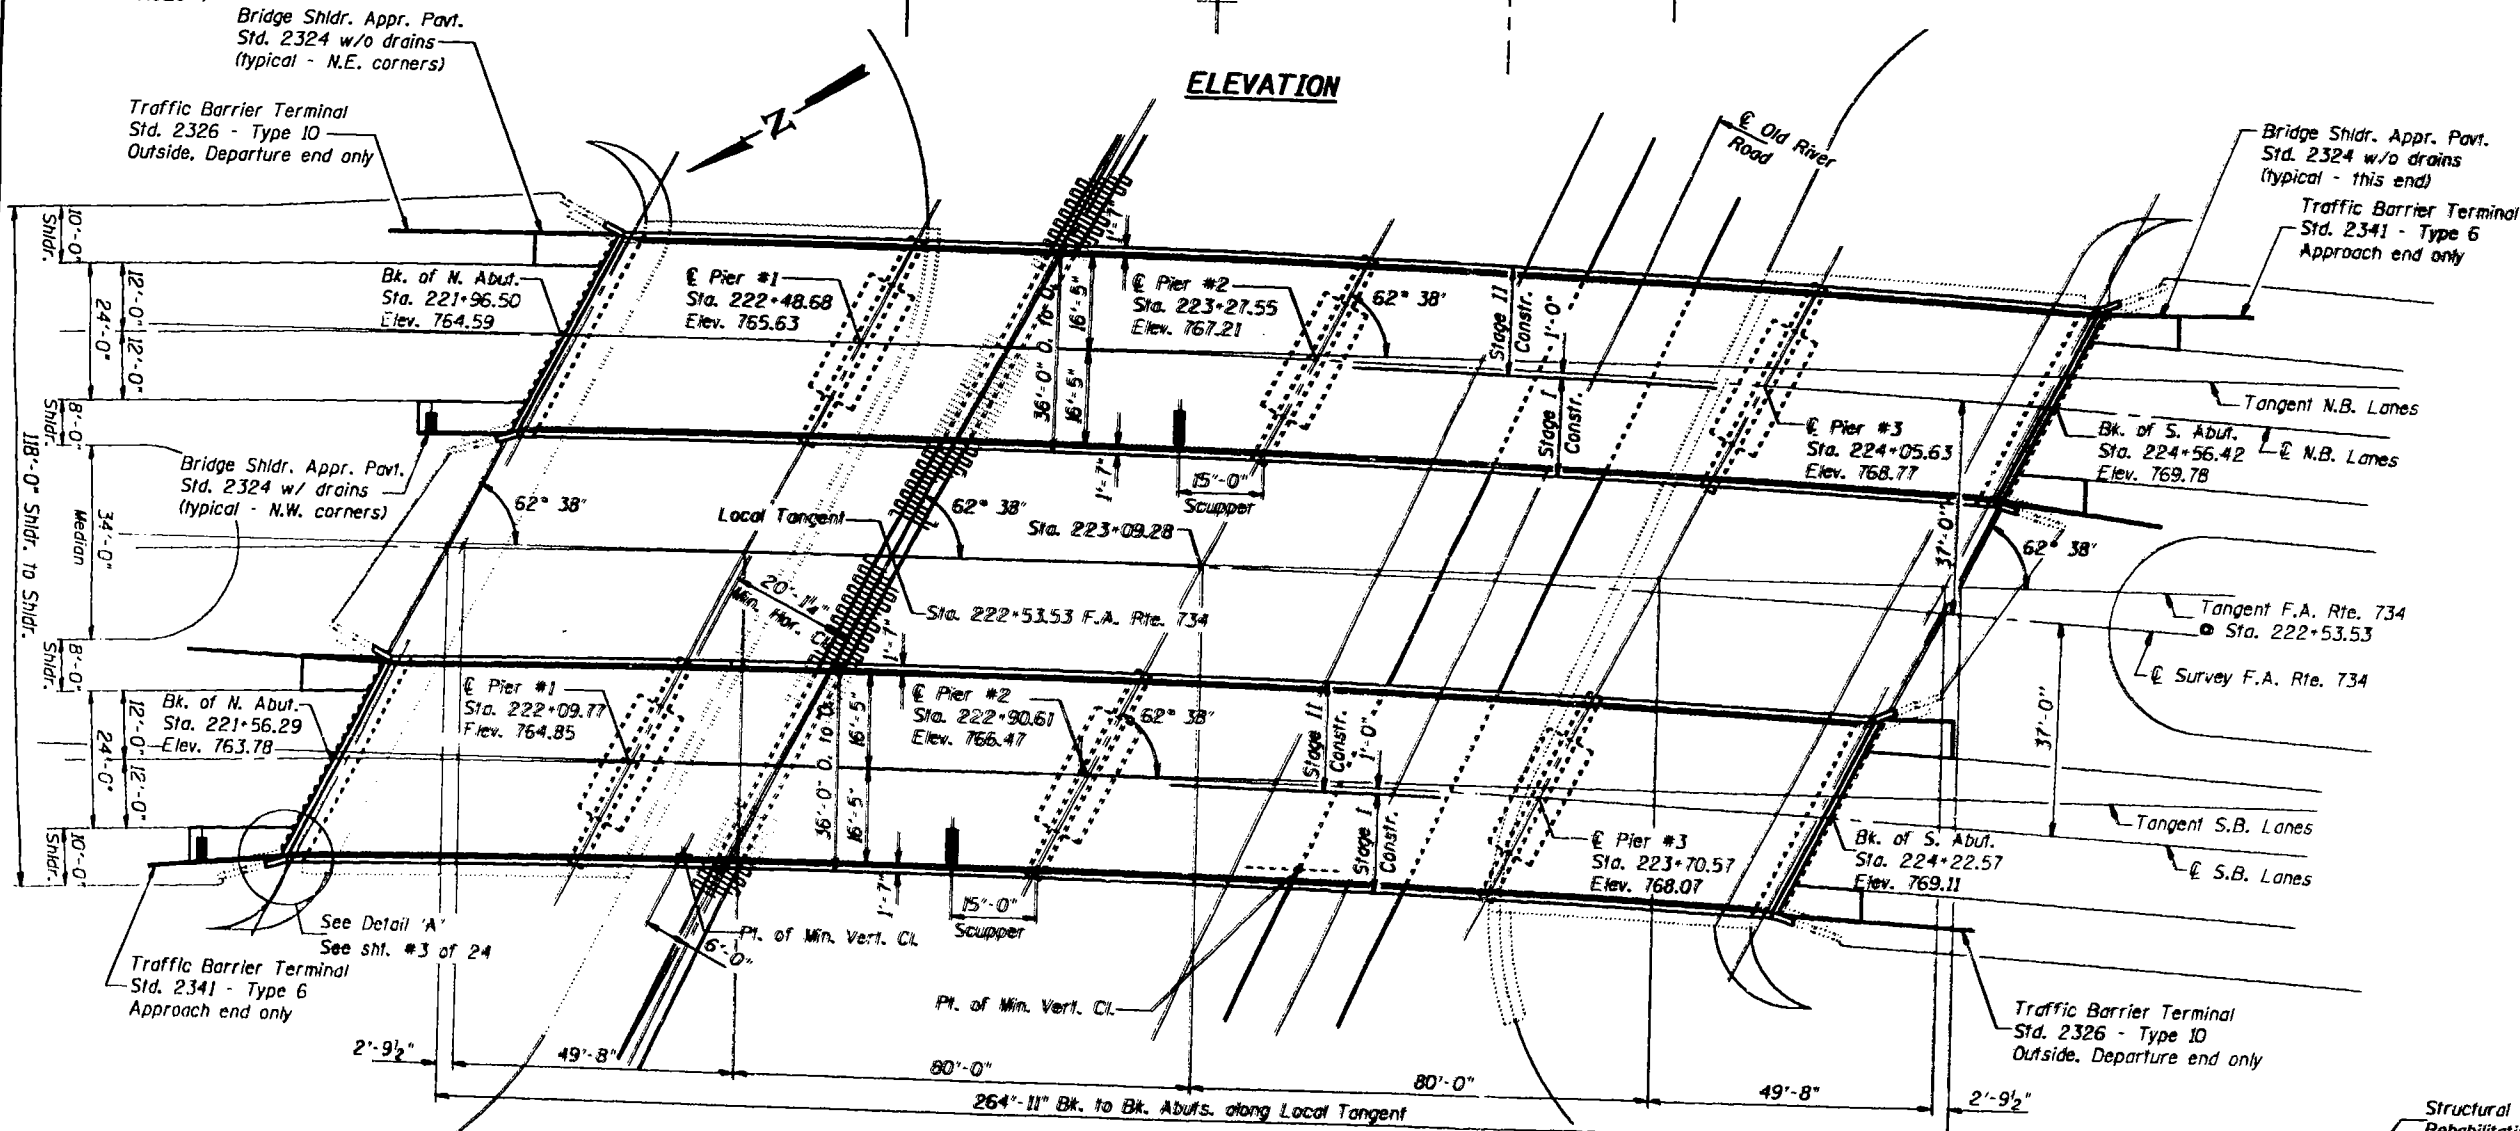 Bridge Shldr. Appr. Pavt.
Std. 2324 w/o drains
(typical - N.E. corners)
Traffic Barrier Terminal
Std. 2326 - Type 10
Outside, Departure end only
N
ELEVATION
℄ Old River
Road
Bridge Shldr. Appr. Pavt.
Std. 2324 w/o drains
(typical - this end)
Traffic Barrier Terminal
Std. 2341 - Type 6
Approach end only
10'-0"
Shldr.
12'-0"
12'-0"
24'-0"
8'-0"
Shldr.
34'-0"
Median
8'-0"
Shldr.
12'-0"
12'-0"
24'-0"
10'-0"
Shldr.
118'-0" Shldr. to Shldr.
Bk. of N. Abut.
Sta. 221+96.50
Elev. 764.59
℄ Pier #1
Sta. 222+48.68
Elev. 765.63
1'-7"
36'-0" O. to O.
16'-5"
16'-5"
1'-7"
℄ Pier #2
Sta. 223+27.55
Elev. 767.21
62° 38'
Stage II
Constr.
1'-0"
Stage I
Constr.
Tangent N.B. Lanes
℄ Pier #3
Sta. 224+05.63
Elev. 768.77
Bk. of S. Abut.
Sta. 224+56.42
Elev. 769.78
℄ N.B. Lanes
Bridge Shldr. Appr. Pavt.
Std. 2324 w/ drains
(typical - N.W. corners)
62° 38'
Local Tangent
62° 38'
15'-0"
Scupper
Sta. 223+09.28
37'-0"
62° 38'
20'-1¼"
Min. Hor. Cl.
Sta. 222+53.53 F.A. Rte. 734
Tangent F.A. Rte. 734
@ Sta. 222+53.53
℄ Survey F.A. Rte. 734
Bk. of N. Abut.
Sta. 221+56.29
Elev. 763.78
℄ Pier #1
Sta. 222+09.77
Elev. 764.85
1'-7"
36'-0" O. to O.
16'-5"
16'-5"
1'-7"
℄ Pier #2
Sta. 222+90.61
Elev. 766.47
62° 38'
Stage II
Constr.
1'-0"
Stage I
Constr.
37'-0"
Tangent S.B. Lanes
℄ Pier #3
Sta. 223+70.57
Elev. 768.07
Bk. of S. Abut.
Sta. 224+22.57
Elev. 769.11
℄ S.B. Lanes
See Detail 'A'
See sht. #3 of 24
Traffic Barrier Terminal
Std. 2341 - Type 6
Approach end only
Pt. of Min. Vert. Cl.
6'-0"
15'-0"
Scupper
Pt. of Min. Vert. Cl.
Traffic Barrier Terminal
Std. 2326 - Type 10
Outside, Departure end only
2'-9½"
49'-8"
80'-0"
80'-0"
49'-8"
2'-9½"
264'-11" Bk. to Bk. Abuts. along Local Tangent
Structural